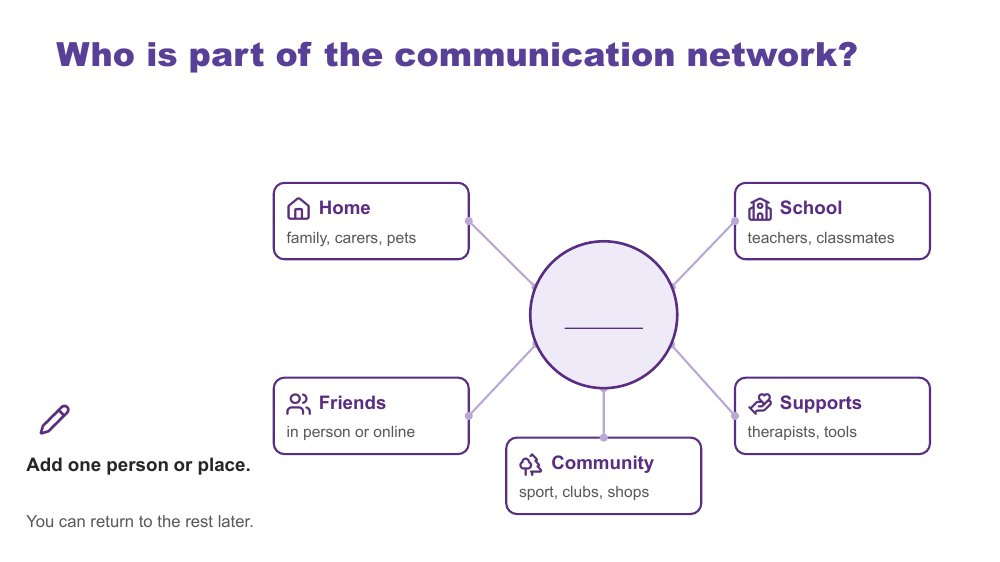 Who is part of the communication network?
Home
family, carers, pets
School
teachers, classmates
Friends
in person or online
Supports
therapists, tools
Community
sport, clubs, shops
Add one person or place.
You can return to the rest later.